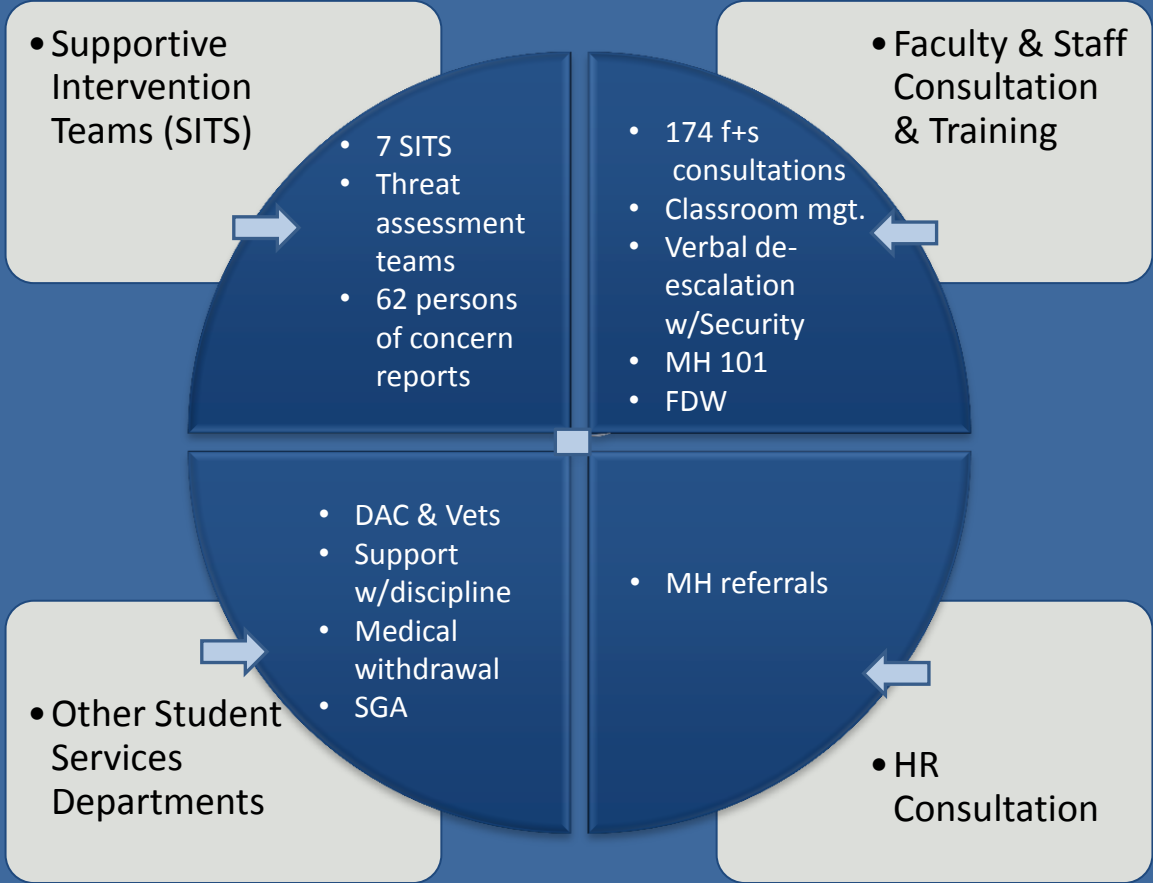 • Supportive
Intervention
Teams (SITS)
• 7 SITS
• Threat
assessment
teams
• 62 persons
of concern
reports
• Faculty & Staff
Consultation
& Training
• 174 f+s
consultations
• Classroom mgt.
• Verbal de-
escalation
w/Security
• MH 101
• FDW
• Other Student
Services
Departments
• DAC & Vets
• Support
w/discipline
• Medical
withdrawal
• SGA
• HR
Consultation
• MH referrals